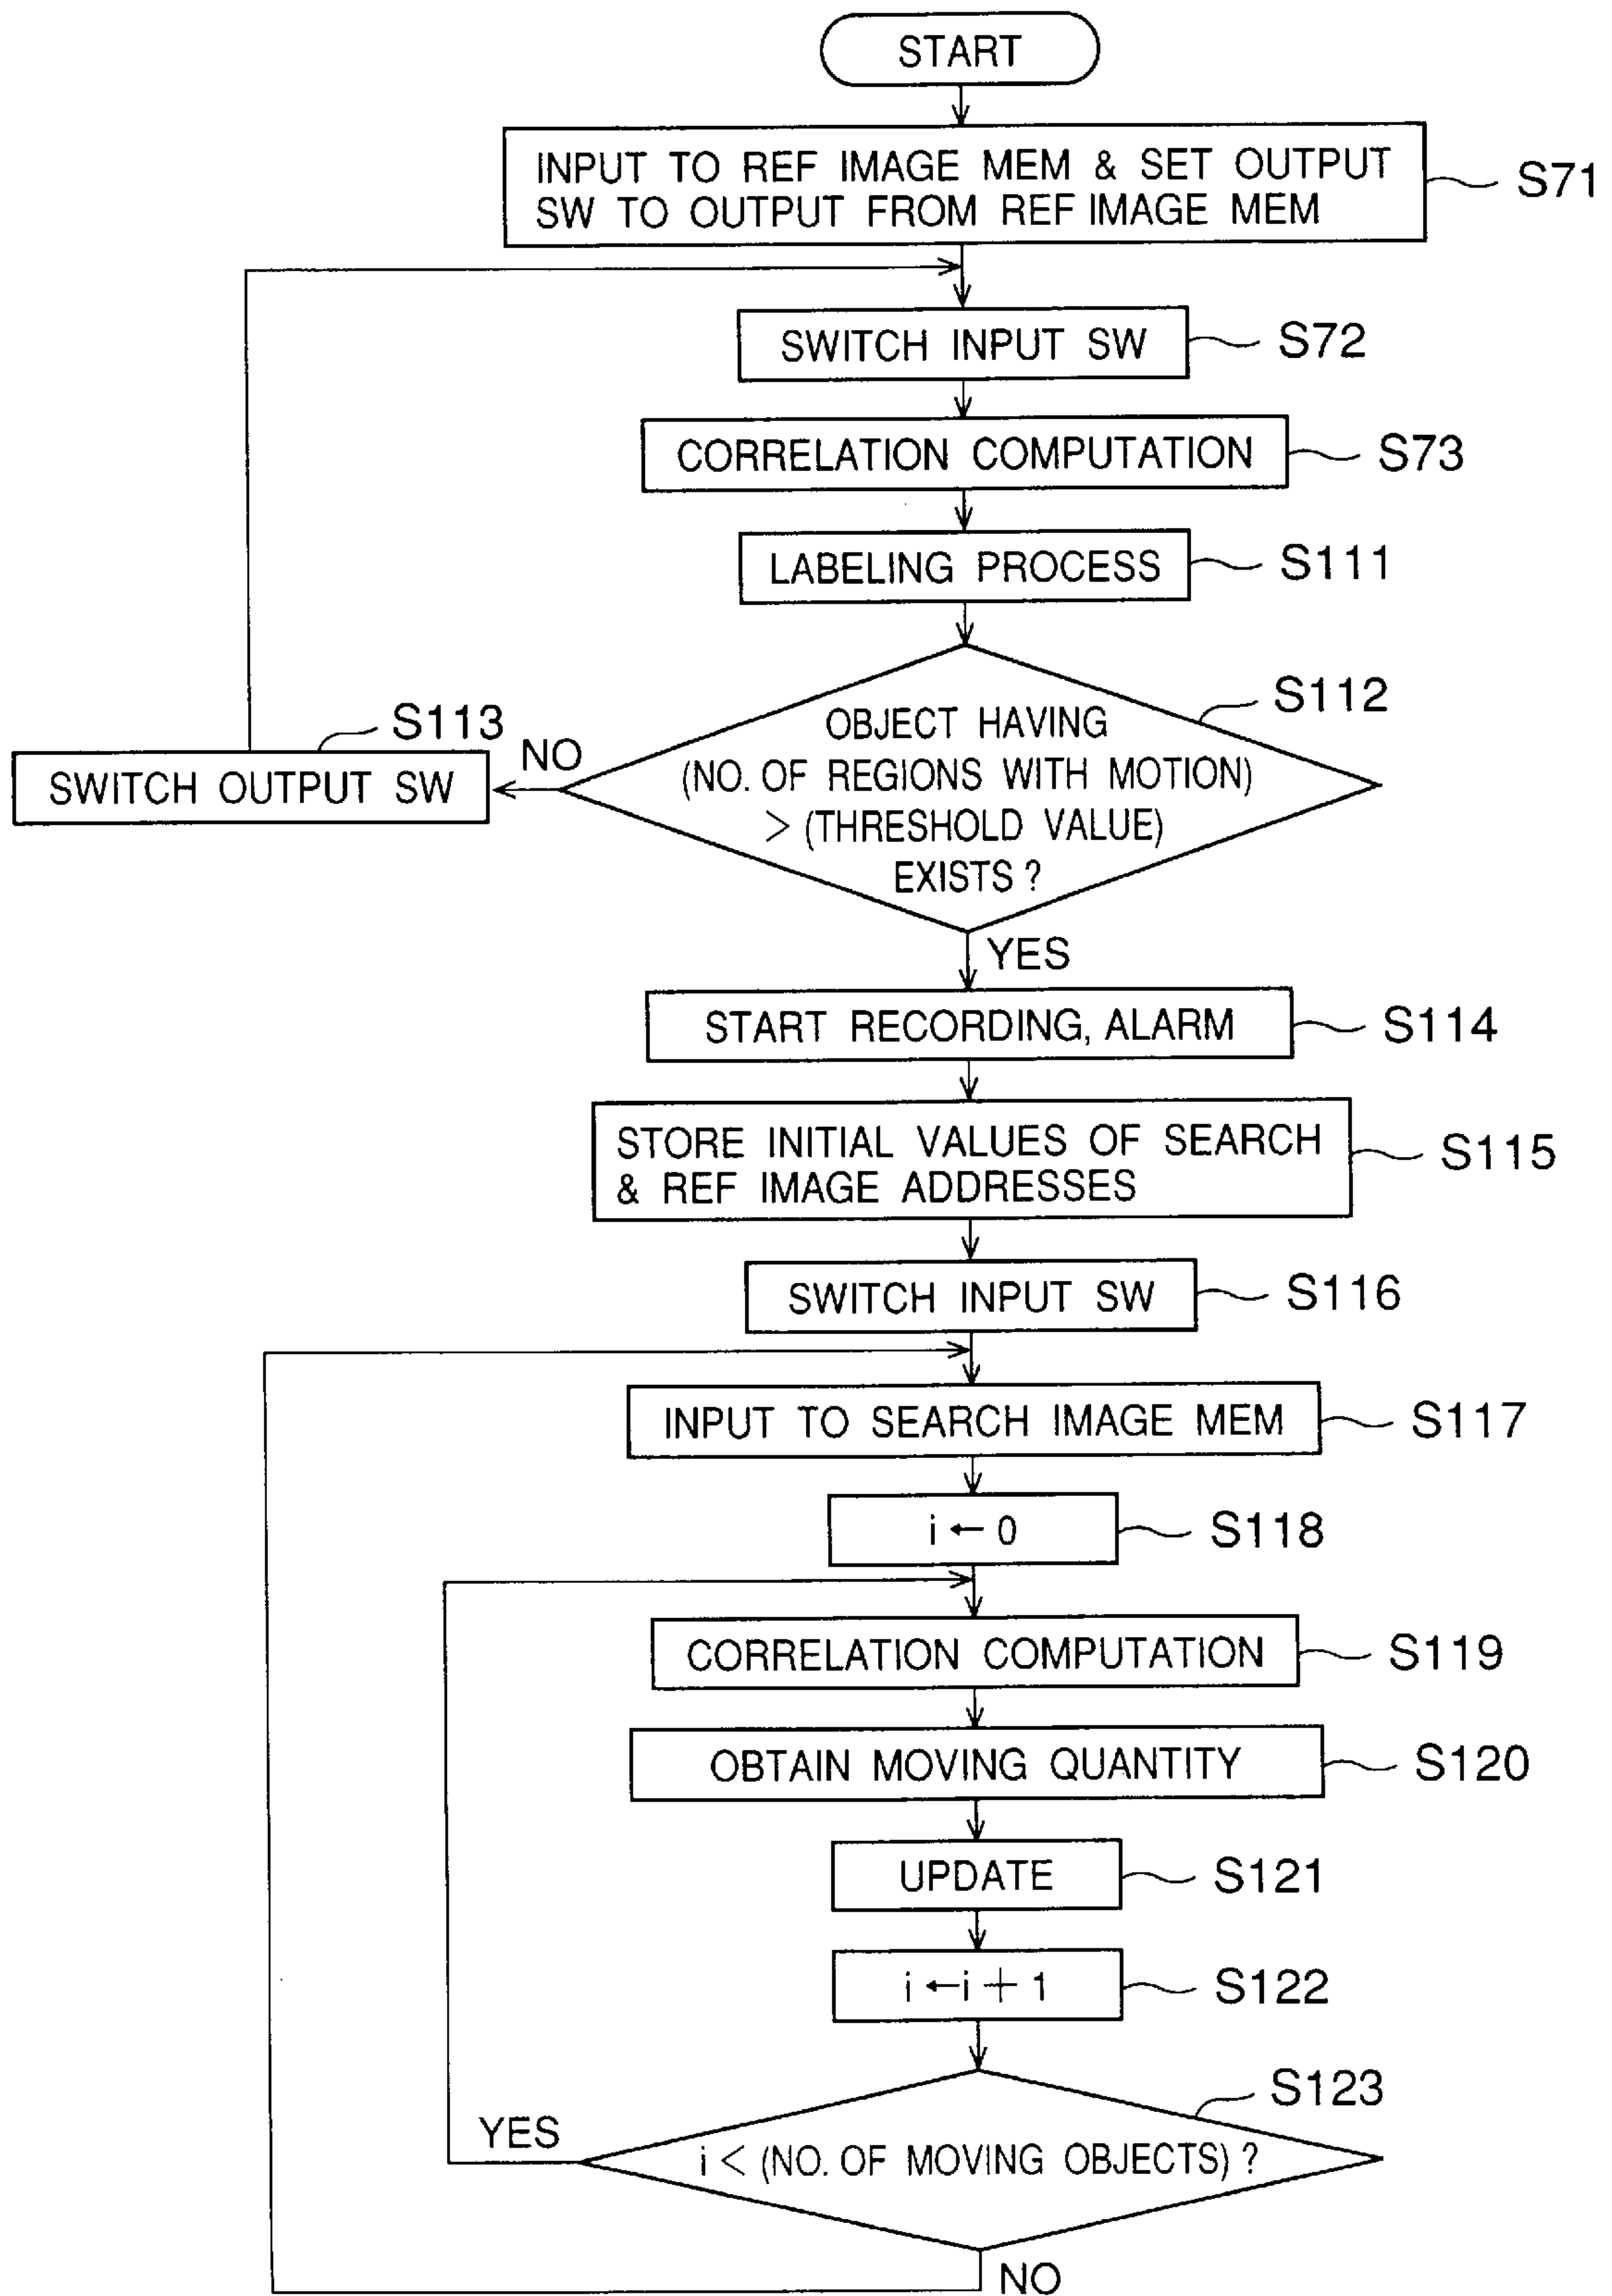 START
INPUT TO REF IMAGE MEM & SET OUTPUT
SW TO OUTPUT FROM REF IMAGE MEM
S71
SWITCH INPUT SW
S72
CORRELATION COMPUTATION
S73
LABELING PROCESS
S111
OBJECT HAVING
(NO. OF REGIONS WITH MOTION)
> (THRESHOLD VALUE)
EXISTS ?
S112
NO
SWITCH OUTPUT SW
S113
YES
START RECORDING, ALARM
S114
STORE INITIAL VALUES OF SEARCH
& REF IMAGE ADDRESSES
S115
SWITCH INPUT SW
S116
INPUT TO SEARCH IMAGE MEM
S117
i ← 0
S118
CORRELATION COMPUTATION
S119
OBTAIN MOVING QUANTITY
S120
UPDATE
S121
i ← i + 1
S122
i < (NO. OF MOVING OBJECTS) ?
S123
YES
NO